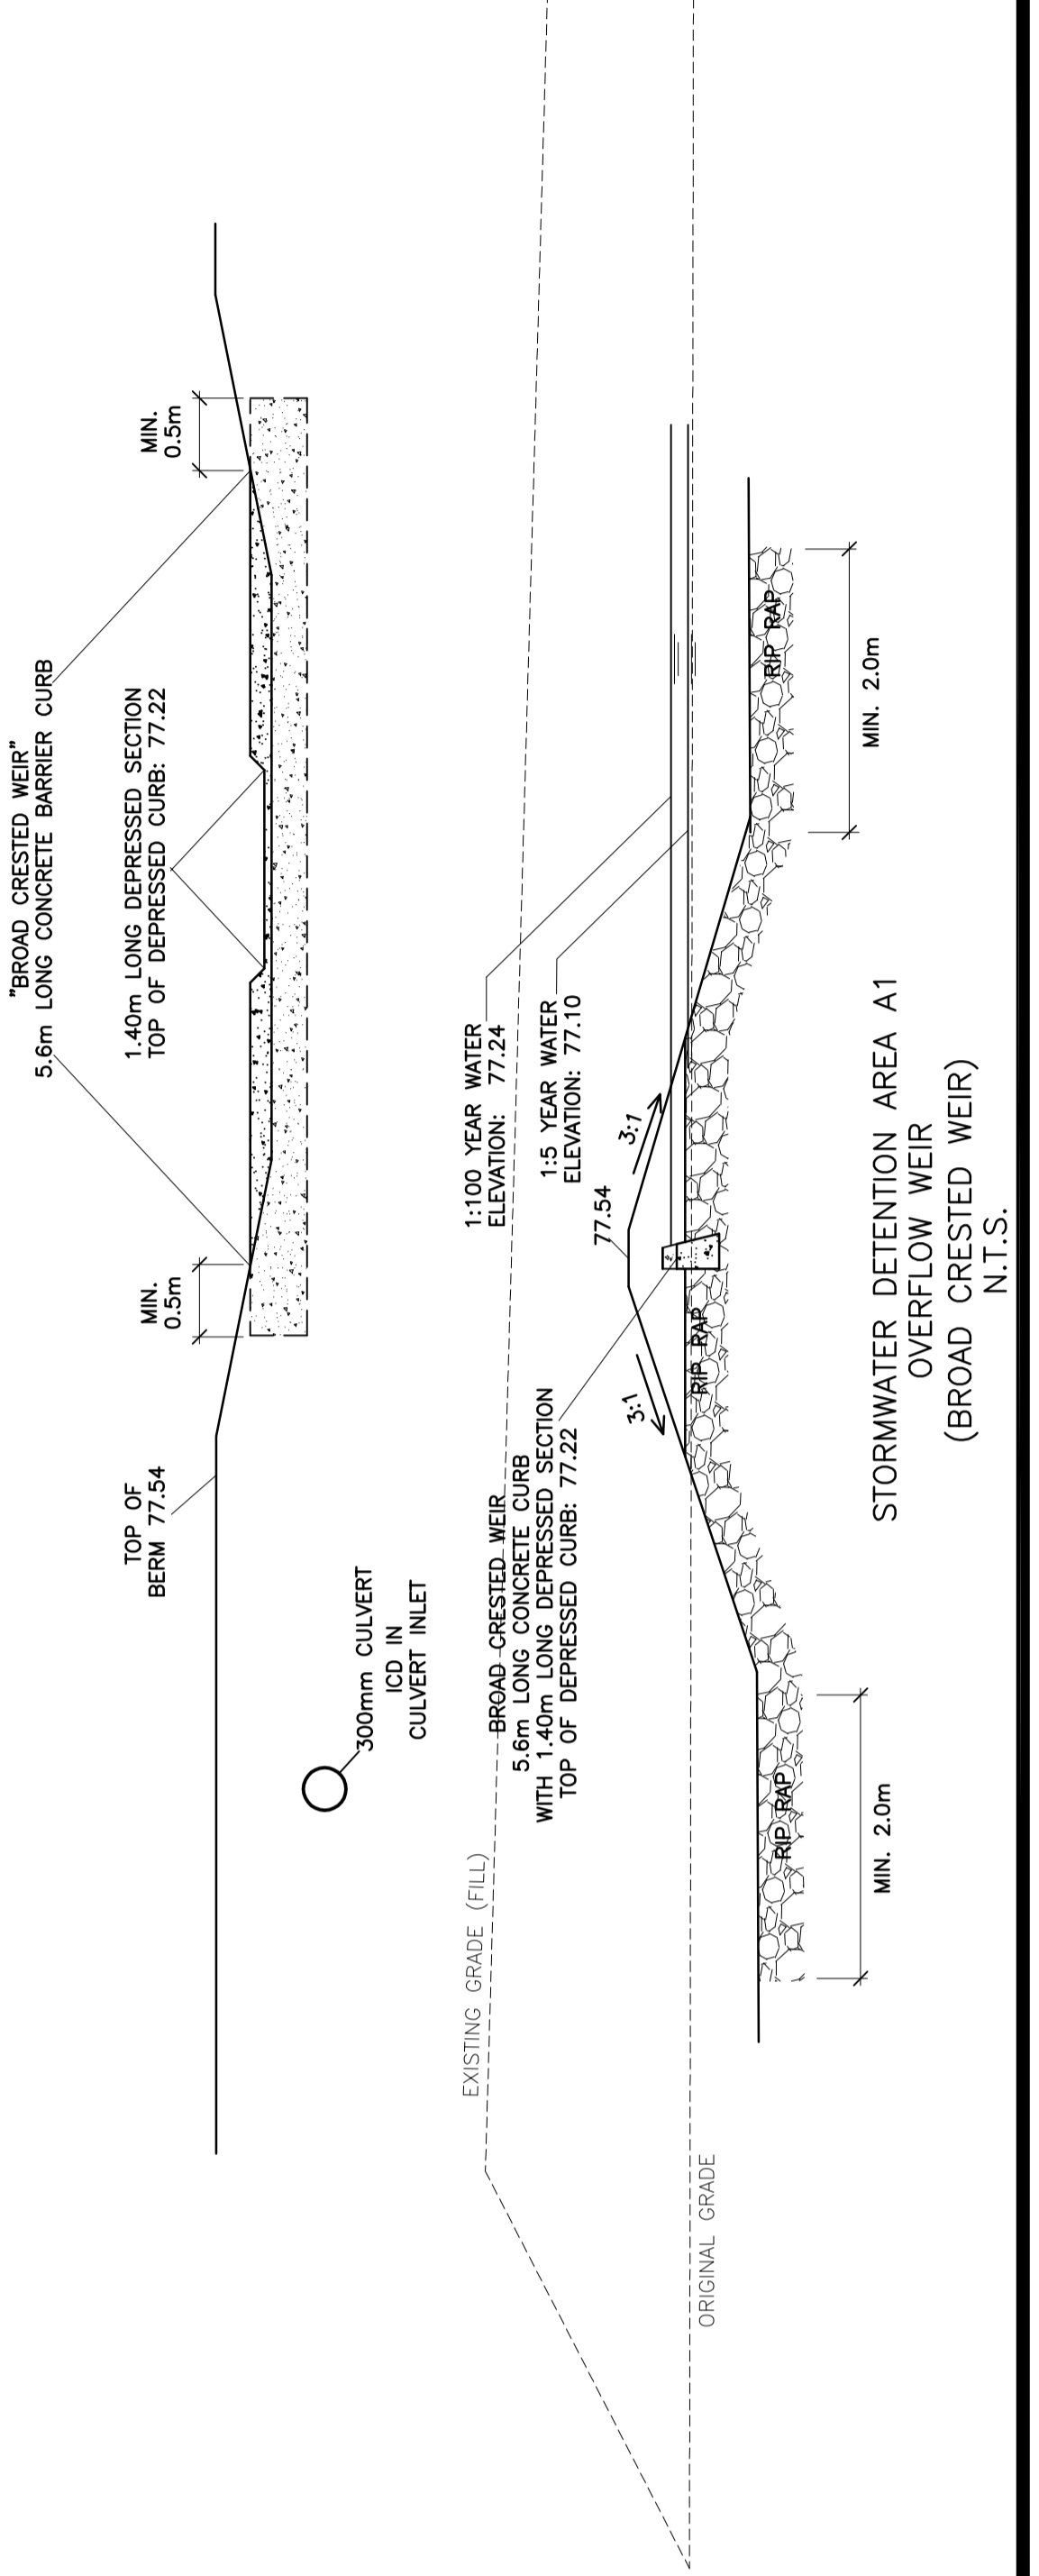 "BROAD CRESTED WEIR"
5.6m LONG CONCRETE BARRIER CURB
1.40m LONG DEPRESSED SECTION
TOP OF DEPRESSED CURB: 77.22
MIN.
0.5m
MIN.
0.5m
TOP OF
BERM 77.54
300mm CULVERT
ICD IN
CULVERT INLET
EXISTING GRADE (FILL)
BROAD CRESTED WEIR
5.6m LONG CONCRETE CURB
WITH 1.40m LONG DEPRESSED SECTION
TOP OF DEPRESSED CURB: 77.22
1:100 YEAR WATER
ELEVATION: 77.24
1:5 YEAR WATER
ELEVATION: 77.10
77.54
3:1
3:1
RIP RAP
RIP RAP
RIP RAP
ORIGINAL GRADE
MIN. 2.0m
MIN. 2.0m
STORMWATER DETENTION AREA A1
OVERFLOW WEIR
(BROAD CRESTED WEIR)
N.T.S.